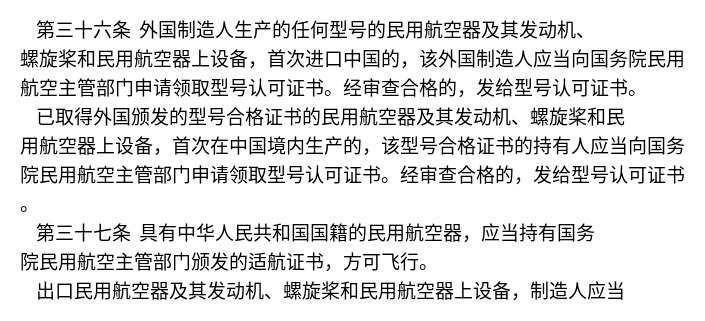 第三十六条 外国制造人生产的任何型号的民用航空器及其发动机、
螺旋桨和民用航空器上设备，首次进口中国的，该外国制造人应当向国务院民用
航空主管部门申请领取型号认可证书。经审查合格的，发给型号认可证书。
已取得外国颁发的型号合格证书的民用航空器及其发动机、螺旋桨和民
用航空器上设备，首次在中国境内生产的，该型号合格证书的持有人应当向国务
院民用航空主管部门申请领取型号认可证书。经审查合格的，发给型号认可证书
。
第三十七条 具有中华人民共和国国籍的民用航空器，应当持有国务
院民用航空主管部门颁发的适航证书，方可飞行。
出口民用航空器及其发动机、螺旋桨和民用航空器上设备，制造人应当